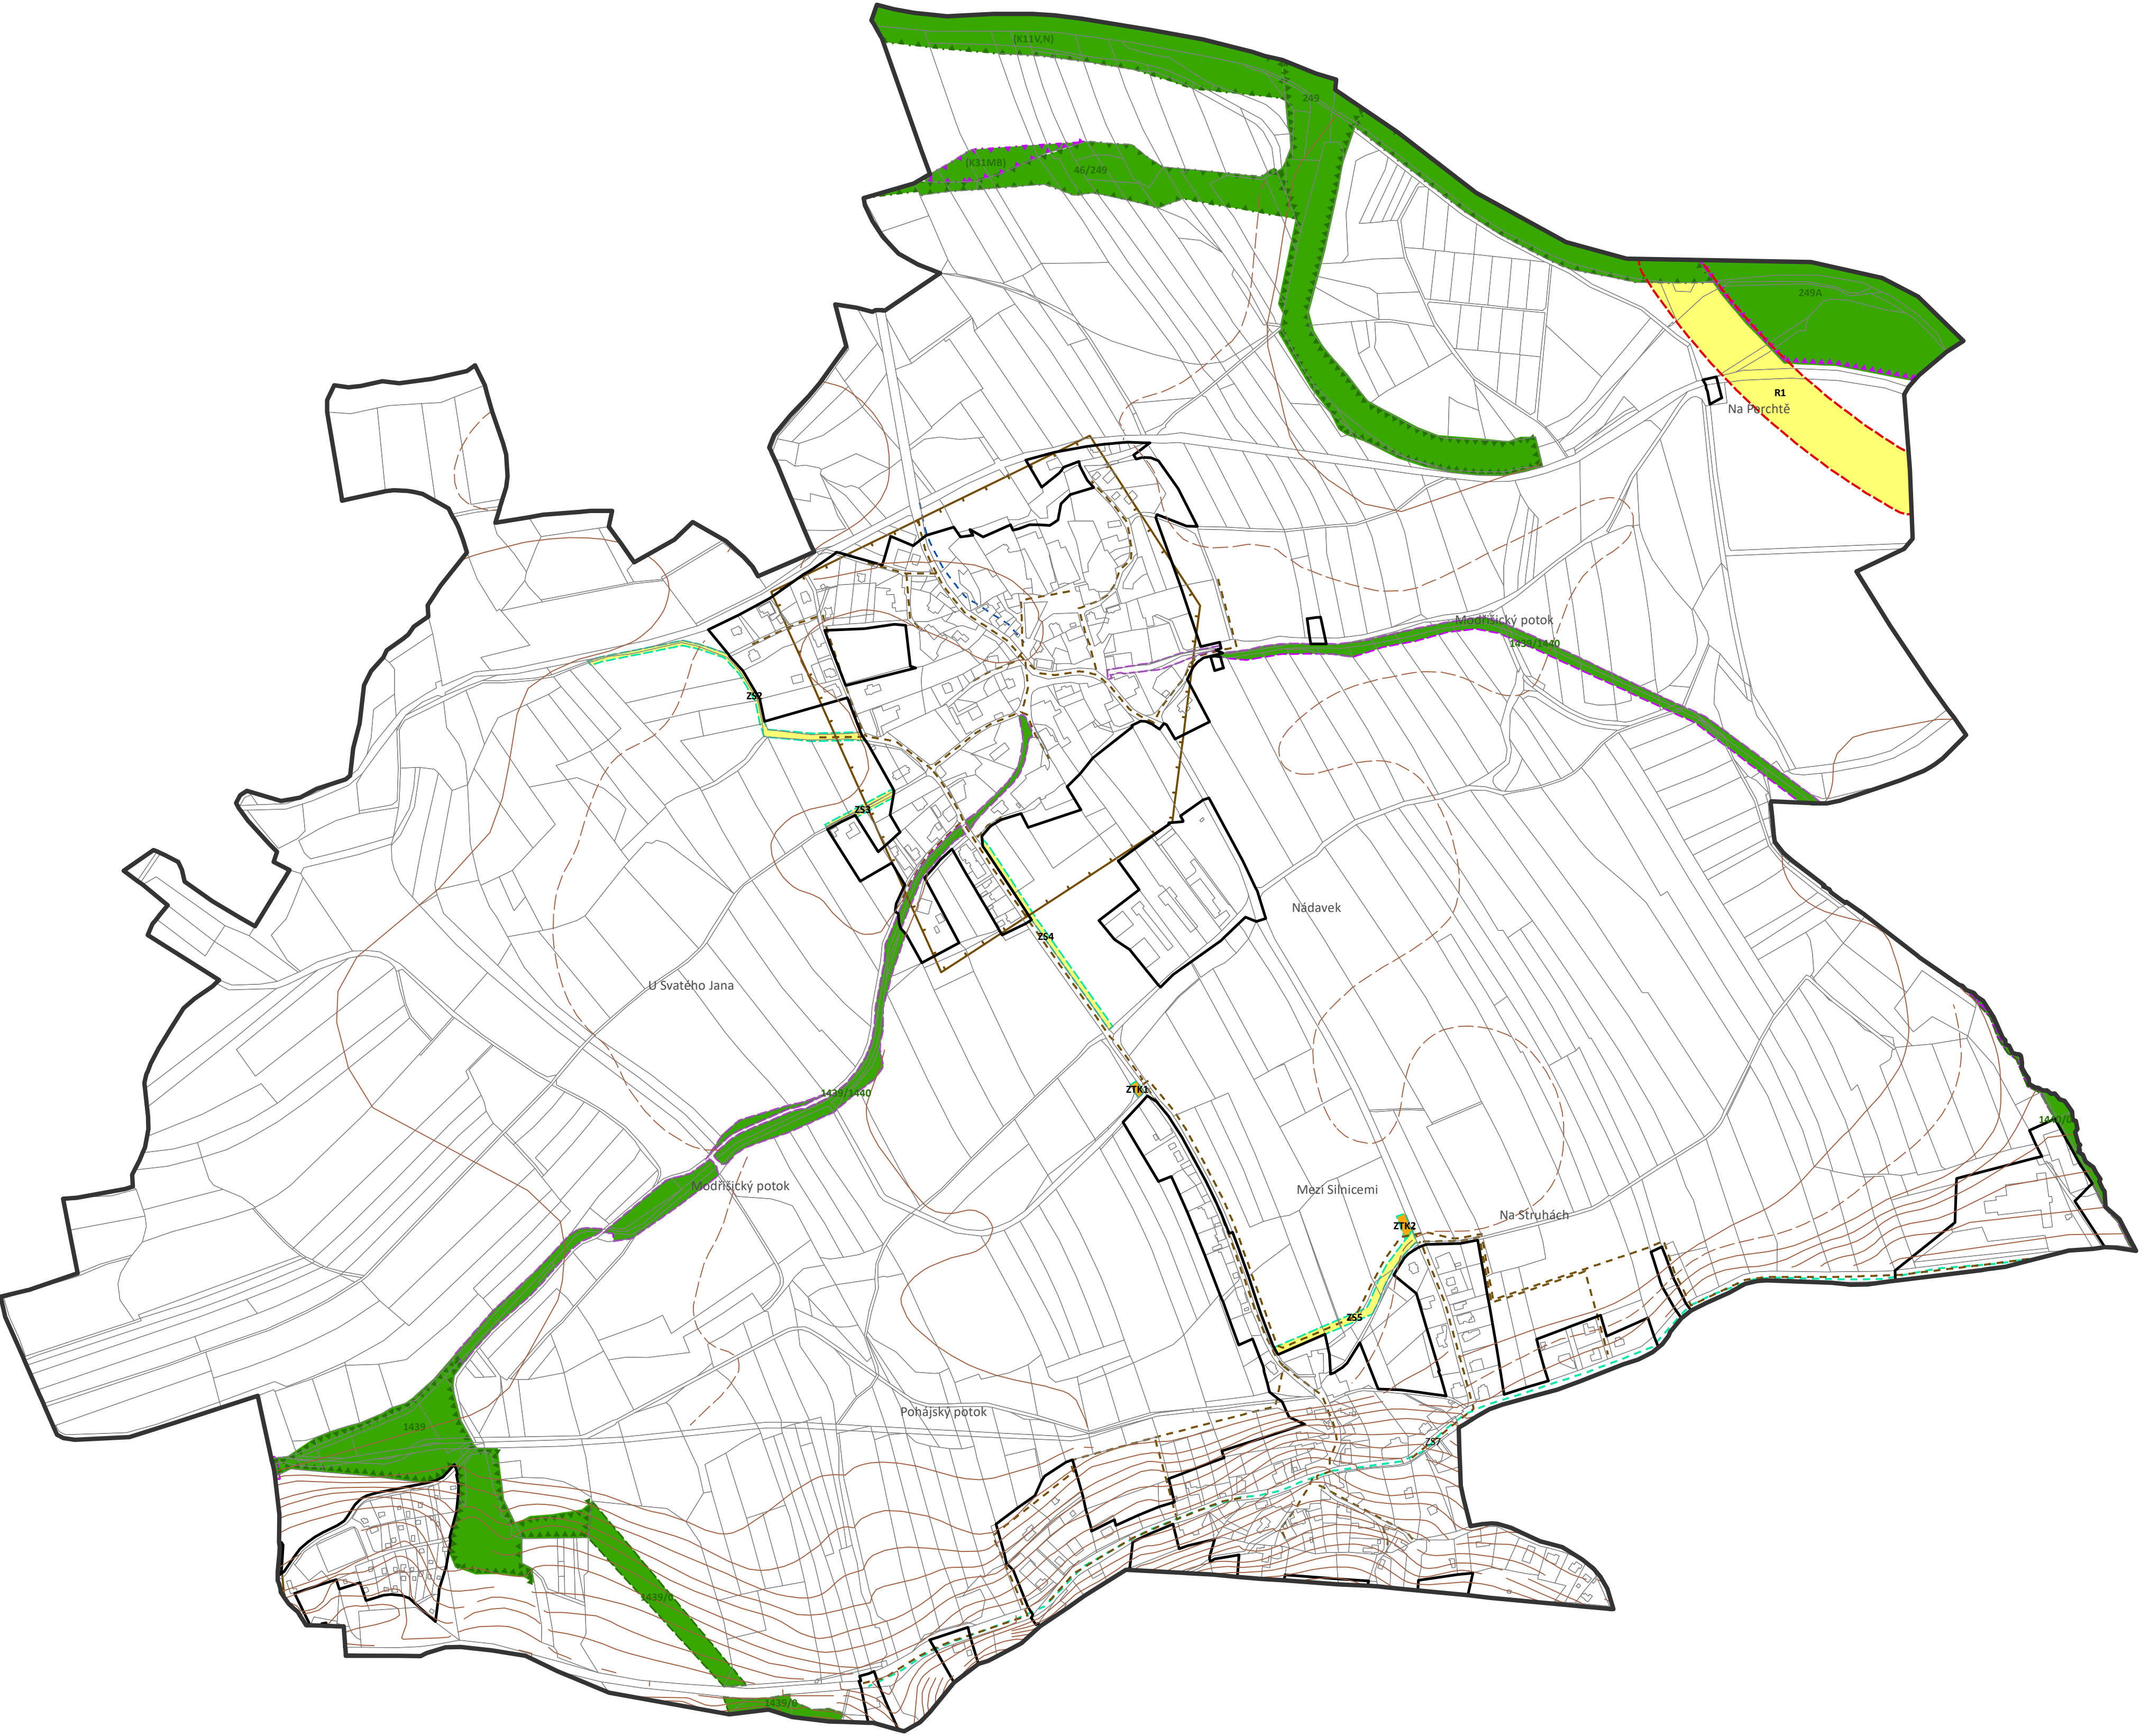 (K11V,N)
249
(K31MB)
46/249
249A
R1
Na Porchtě
Modřišický potok
1439/1440
ZS2
ZS3
Nádavek
ZS4
U Svatého Jana
ZTK1
1439/1440
Modřišický potok
Mezi Silnicemi
Na Struhách
ZTK2
ZS5
Pohájský potok
1439
ZS7
1439/0
1439/0